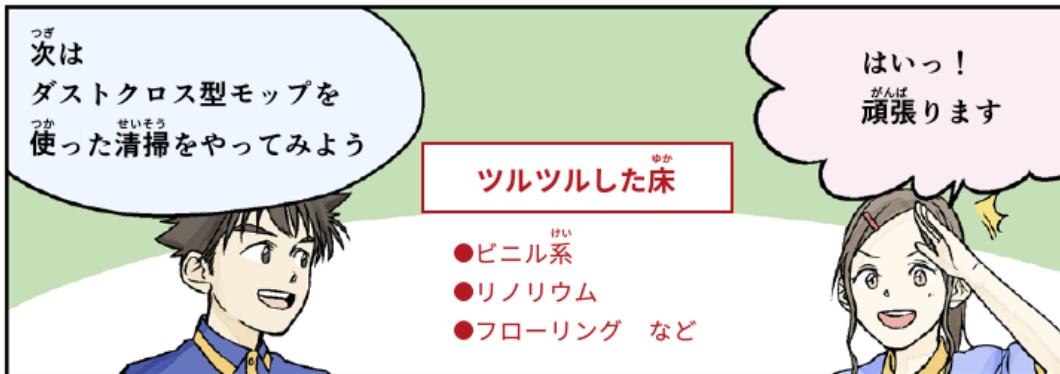 次は
ダストクロス型モップを
使った清掃をやってみよう
はいっ！
頑張ります
ツルツルした床
●ビニル系
●リノリウム
●フローリング　など